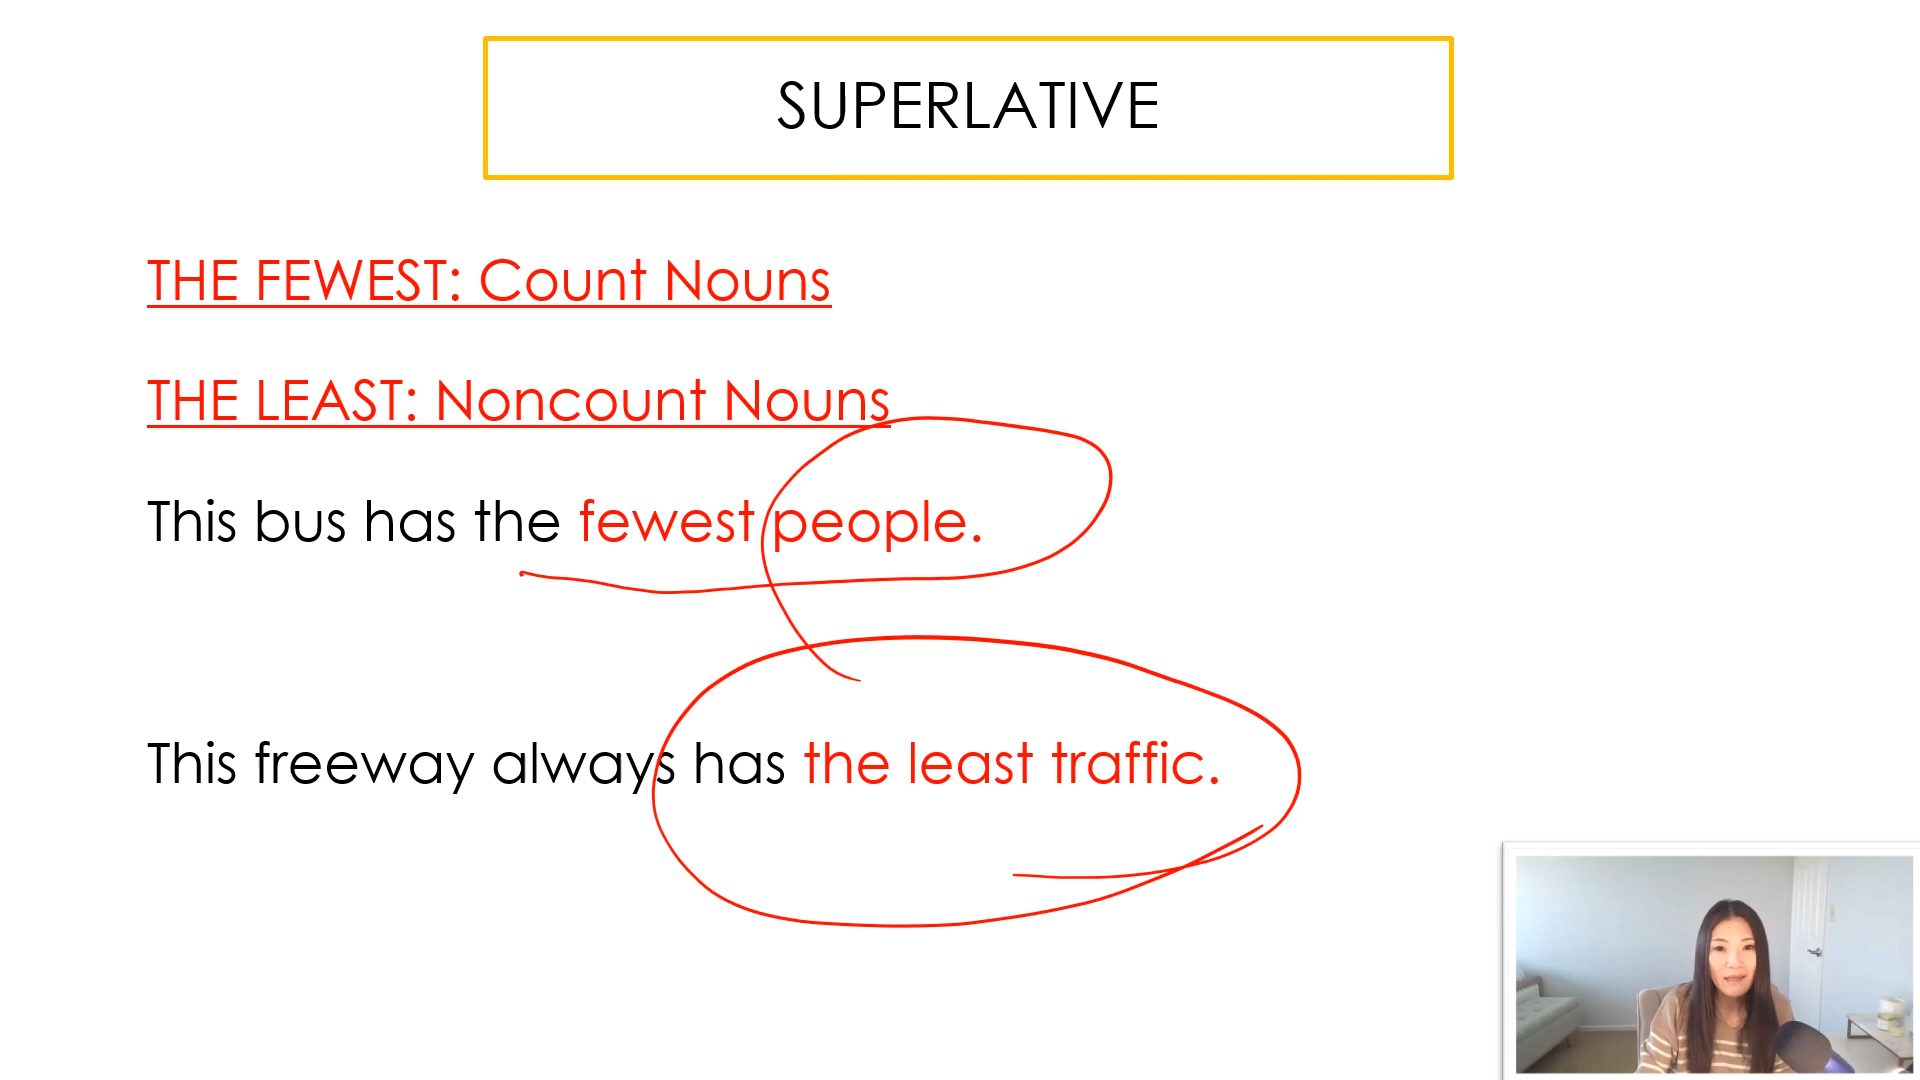 SUPERLATIVE
THE FEWEST: Count Nouns
THE LEAST: Noncount Nouns
This bus has the fewest people.
This freeway always has the least traffic.